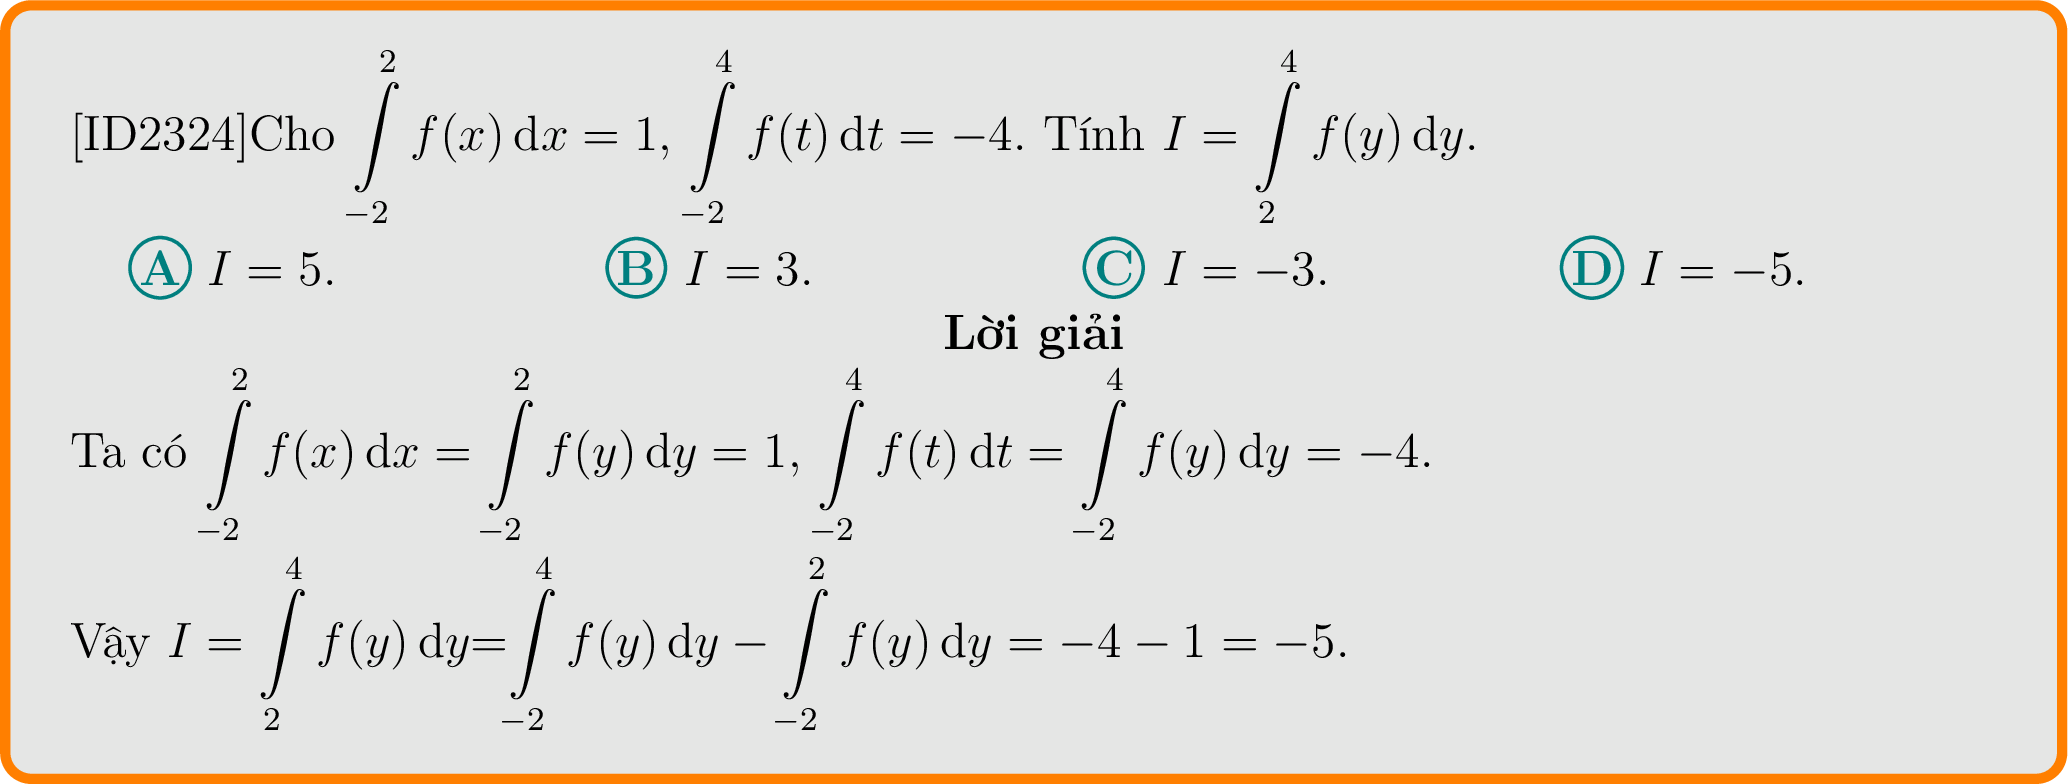 [ID2324]Cho $\int\limits_{-2}^{2} f(x)\,\mathrm{d}x = 1$, $\int\limits_{-2}^{4} f(t)\,\mathrm{d}t = -4$. Tính $I = \int\limits_{2}^{4} f(y)\,\mathrm{d}y$.
A I = 5. B I = 3. C I = −3. D I = −5.
Lời giải
Ta có $\int\limits_{-2}^{2} f(x)\,\mathrm{d}x = \int\limits_{-2}^{2} f(y)\,\mathrm{d}y = 1$, $\int\limits_{-2}^{4} f(t)\,\mathrm{d}t = \int\limits_{-2}^{4} f(y)\,\mathrm{d}y = -4$.
Vậy $I = \int\limits_{2}^{4} f(y)\,\mathrm{d}y = \int\limits_{-2}^{4} f(y)\,\mathrm{d}y - \int\limits_{-2}^{2} f(y)\,\mathrm{d}y = -4 - 1 = -5$.